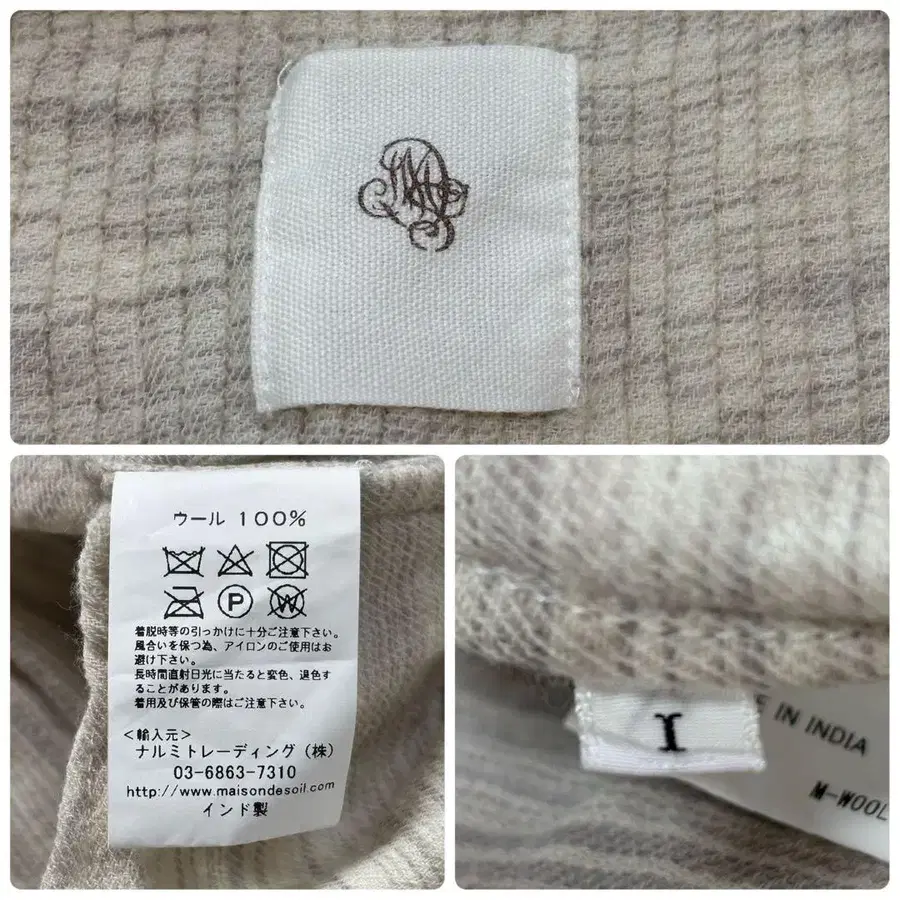 ウール 100%
P
W
着脱時等の引っかけに十分ご注意下さい。
風合いを保つ為、アイロンのご使用はお
避け下さい。
長時間直射日光に当たると変色、退色す
ることがあります。
着用及び保管の際はご注意下さい。
<輸入元>
ナルミトレーディング(株)
03-6863-7310
http://www.maisondesoil.com
インド製
I
E IN INDIA
M-WOOL